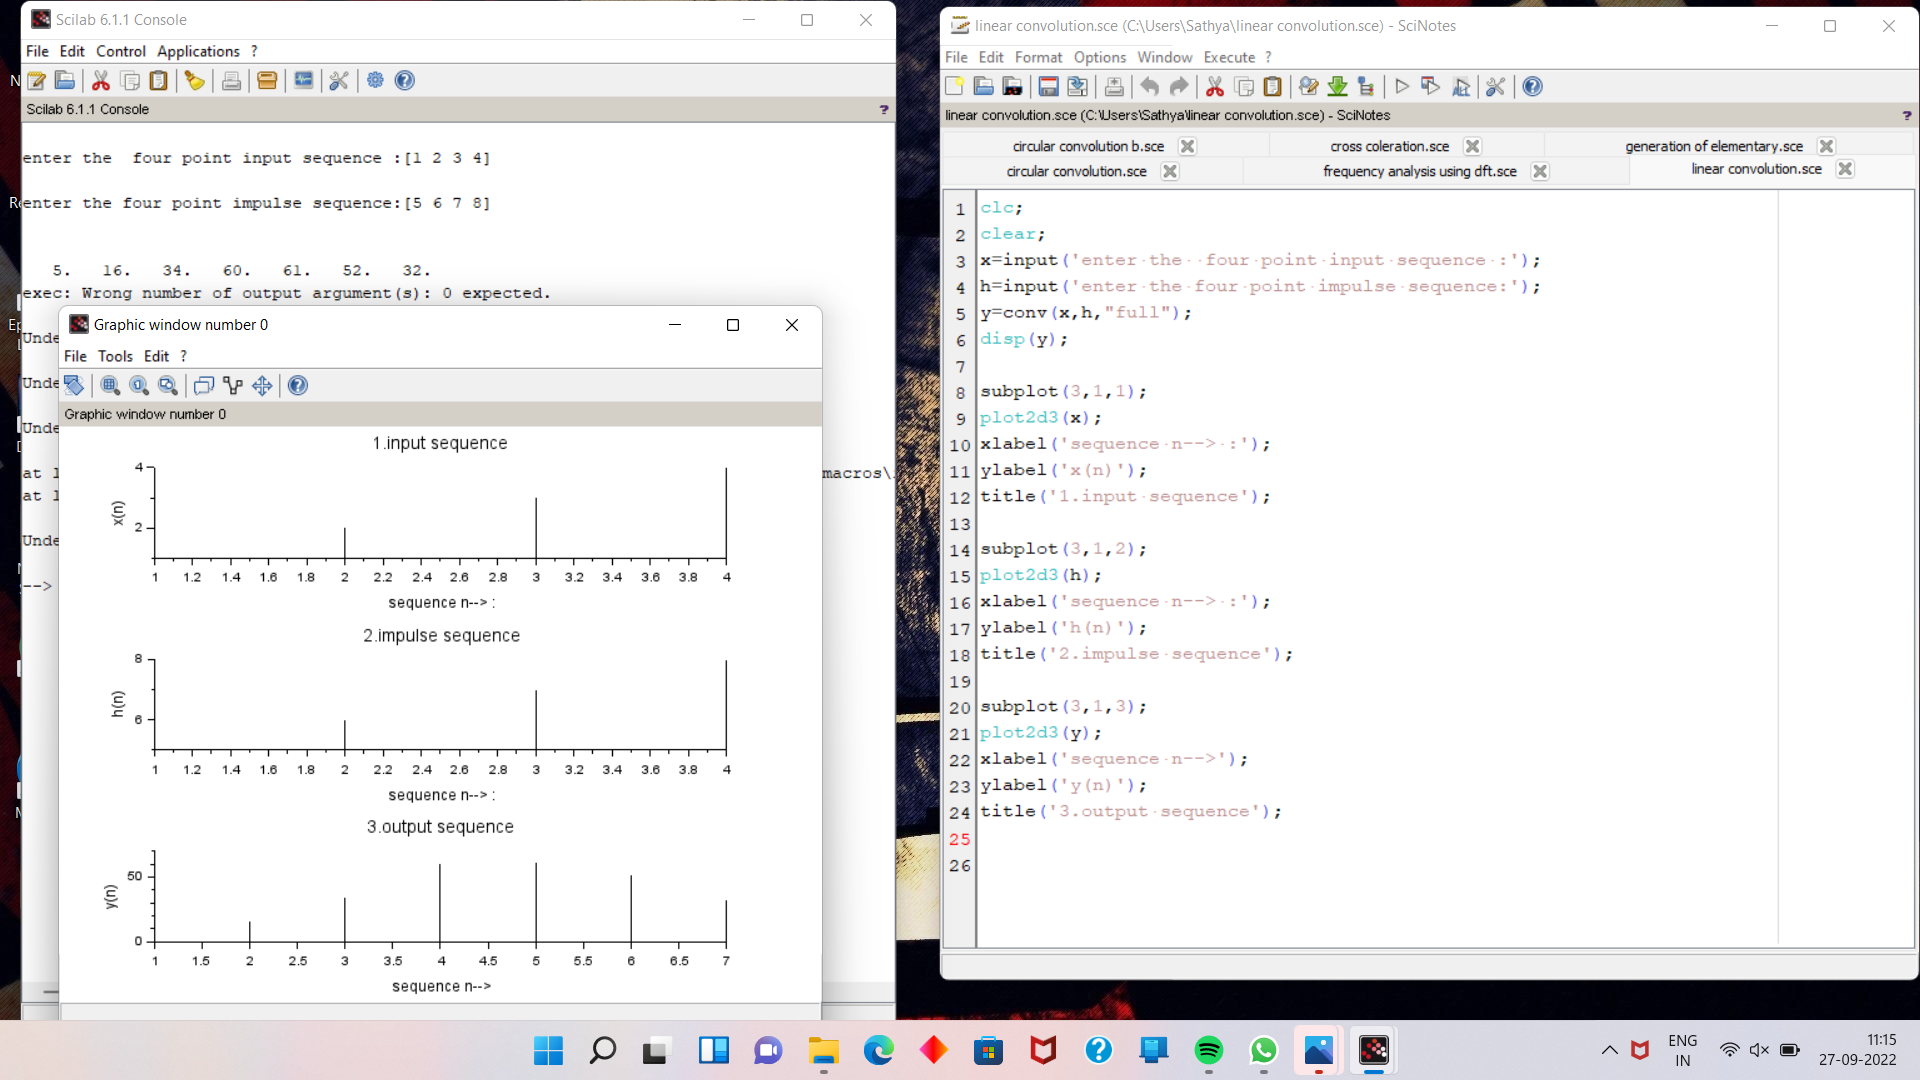 Scilab 6.1.1 Console
File Edit Control Applications ?
Scilab 6.1.1 Console ?
enter the  four point input sequence :[1 2 3 4]
enter the four point impulse sequence:[5 6 7 8]
5. 16. 34. 60. 61. 52. 32.
exec: Wrong number of output argument(s): 0 expected.
Unde
Unde
Unde
at l macros\
at l
Unde
-->
Graphic window number 0
File Tools Edit ?
Graphic window number 0
1.input sequence
4
2
x(n)
1 1.2 1.4 1.6 1.8 2 2.2 2.4 2.6 2.8 3 3.2 3.4 3.6 3.8 4
sequence n--> :
2.impulse sequence
8
6
h(n)
1 1.2 1.4 1.6 1.8 2 2.2 2.4 2.6 2.8 3 3.2 3.4 3.6 3.8 4
sequence n--> :
3.output sequence
50
0
y(n)
1 1.5 2 2.5 3 3.5 4 4.5 5 5.5 6 6.5 7
sequence n-->
linear convolution.sce (C:\Users\Sathya\linear convolution.sce) - SciNotes
File Edit Format Options Window Execute ?
linear convolution.sce (C:\Users\Sathya\linear convolution.sce) - SciNotes ?
circular convolution b.sce cross coleration.sce generation of elementary.sce
circular convolution.sce frequency analysis using dft.sce linear convolution.sce
1 clc;
2 clear;
3 x=input('enter the  four point input sequence :');
4 h=input('enter the four point impulse sequence:');
5 y=conv(x,h,"full");
6 disp(y);
7
8 subplot(3,1,1);
9 plot2d3(x);
10 xlabel('sequence n--> :');
11 ylabel('x(n)');
12 title('1.input sequence');
13
14 subplot(3,1,2);
15 plot2d3(h);
16 xlabel('sequence n--> :');
17 ylabel('h(n)');
18 title('2.impulse sequence');
19
20 subplot(3,1,3);
21 plot2d3(y);
22 xlabel('sequence n-->');
23 ylabel('y(n)');
24 title('3.output sequence');
25
26
ENG
IN
11:15
27-09-2022